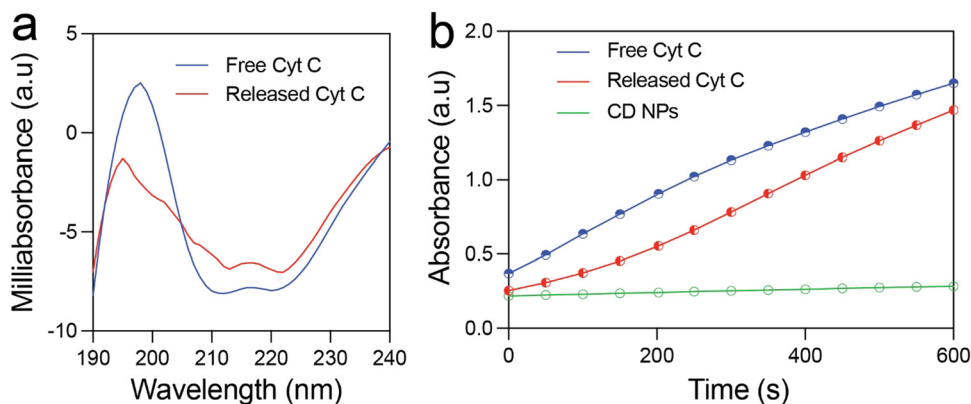 a
Milliabsorbance (a.u)
5
0
-5
-10
190
200
210
220
230
240
Wavelength (nm)
Free Cyt C
Released Cyt C
b
Absorbance (a.u)
2.0
1.5
1.0
0.5
0.0
0
200
400
600
Time (s)
Free Cyt C
Released Cyt C
CD NPs